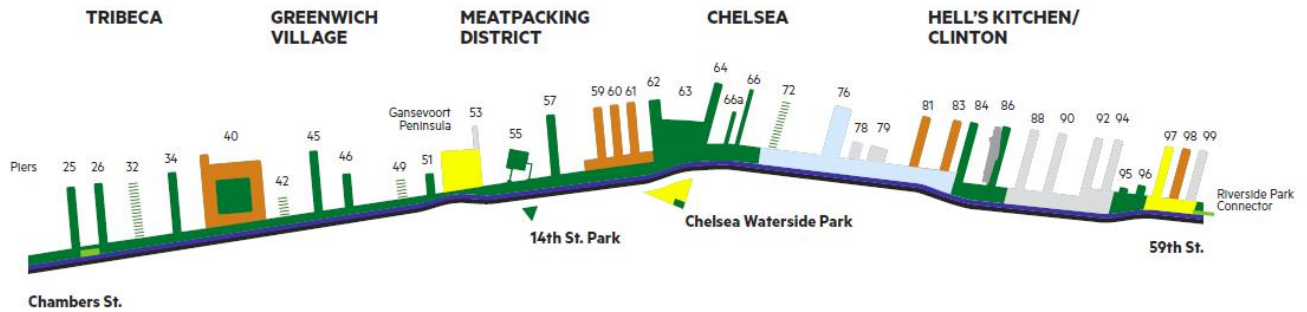 TRIBECA
GREENWICH
VILLAGE
MEATPACKING
DISTRICT
CHELSEA
HELL'S KITCHEN/
CLINTON
Piers
25
26
32
34
40
42
45
46
49
51
Gansevoort
Peninsula
53
55
57
59
60
61
62
63
64
66a
66
72
76
78
79
81
83
84
86
88
90
92
94
95
96
97
98
99
Riverside Park
Connector
14th St. Park
Chelsea Waterside Park
59th St.
Chambers St.